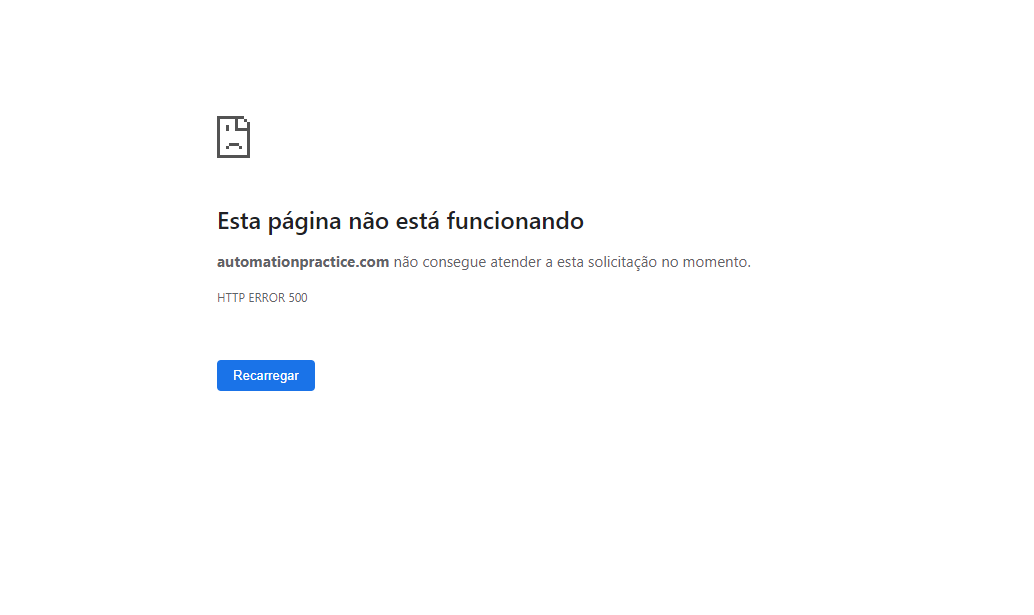 Esta página não está funcionando
automationpractice.com não consegue atender a esta solicitação no momento.
HTTP ERROR 500
Recarregar